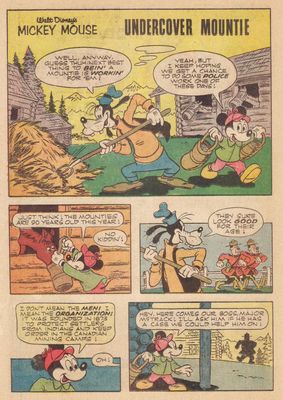 Walt Disney's
MICKEY MOUSE
UNDERCOVER MOUNTIE
WELL, ANYWAY,
GUESS TH' NEXT BEST
THING TO BEIN' A
MOUNTIE IS WORKIN'
FOR 'EM!
YEAH, BUT
I KEEP HOPING
WE GET A CHANCE
TO DO SOME POLICE
WORK ONE OF
THESE DAYS!
JUST THINK! THE MOUNTIES
ARE 90 YEARS OLD THIS YEAR!
NO
KIDDIN'!
THEY SURE
LOOK GOOD
FOR THEIR
AGE!
I DON'T MEAN THE MEN! I
MEAN THE ORGANIZATION!
IT WAS FOUNDED IN 1873
TO PROTECT SETTLERS
FROM INDIANS AND KEEP
ORDER IN THE CANADIAN
MINING CAMPS!
OH!
HEY, HERE COMES OUR BOSS, MAJOR
MCTRACK! I'LL ASK HIM IF HE HAS
A CASE WE COULD HELP HIM ON!